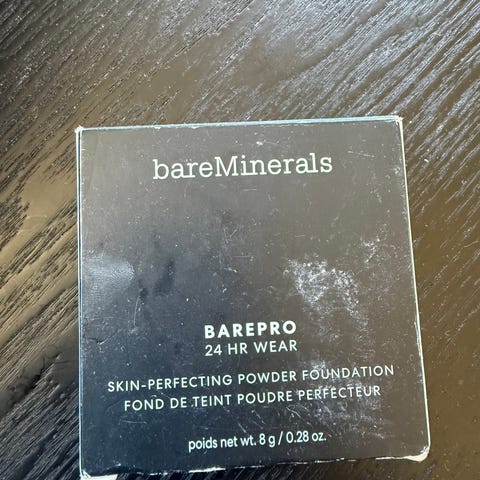 bareMinerals
BAREPRO
24 HR WEAR
SKIN-PERFECTING POWDER FOUNDATION
FOND DE TEINT POUDRE PERFECTEUR
poids net wt. 8 g / 0.28 oz.